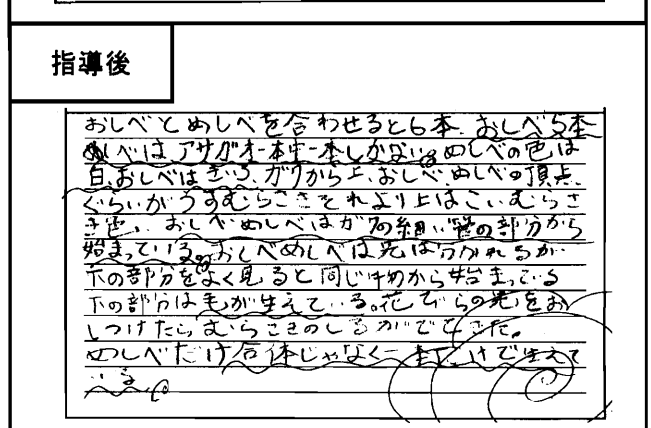 指導後
おしべとめしべを合わせると6本、おしべ5本
めしべは、アサガオ一本中一本しかない。めしべの色は
白、おしべはきいろ、ガクから上、おしべ、めしべの頂点、
ぐらいがうすむらさきそれより上はこいむらさ
き色、おしべめしべはがくの細い管の部分から
始まっている。おしべめしべは先は分かれるが
下の部分をよく見ると同じ始まっている
下の部分は毛が生えている。花びらの先をお
しつけたらむらさきのしるがでてきた。
めしべだけ合体じゃなく一本だけで生えて
いる。